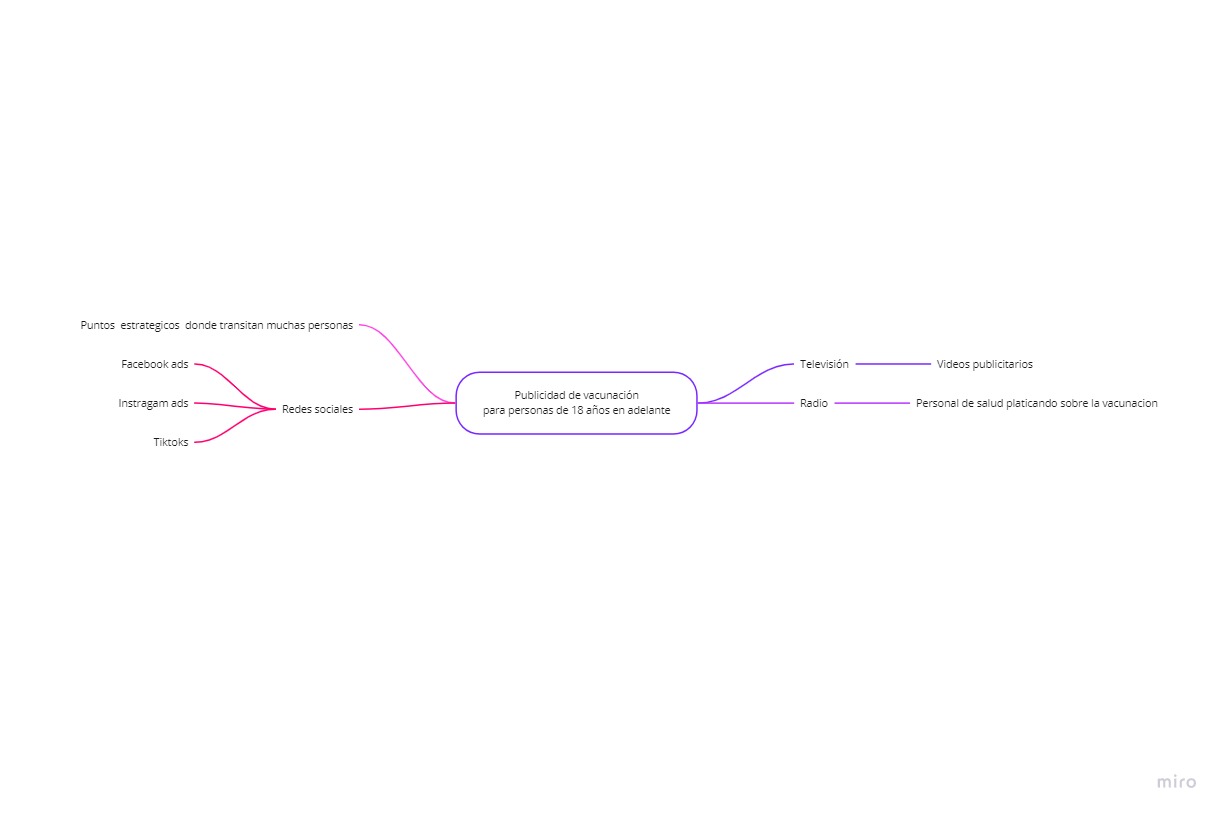 Puntos estrategicos donde transitan muchas personas
Facebook ads
Instragam ads
Tiktoks
Redes sociales
Publicidad de vacunación
para personas de 18 años en adelante
Televisión
Videos publicitarios
Radio
Personal de salud platicando sobre la vacunacion
miro